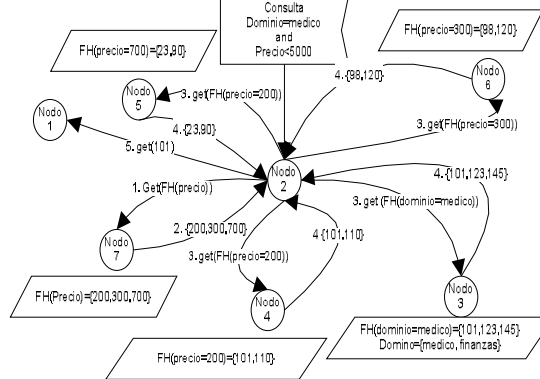 Consulta
Dominio=medico
and
Precio<5000
FH(precio=300)={98,120}
FH(precio=700)={23,90}
4. {98,120}
Nodo
6
3. get(FH(precio=200))
Nodo
5
Nodo
1
3. get(FH(precio=300))
4. {23,90}
5. get(101)
Nodo
2
4. {101,123,145}
1. Get(FH(precio))
3. get (FH(dominio=medico))
2. {200,300,700}
4 {101,110}
Nodo
7
3. get(FH(precio=200))
FH(Precio)={200,300,700}
Nodo
4
Nodo
3
FH(dominio=medico)={101,123,145}
Domino={medico, finanzas}
FH(precio=200)={101,110}